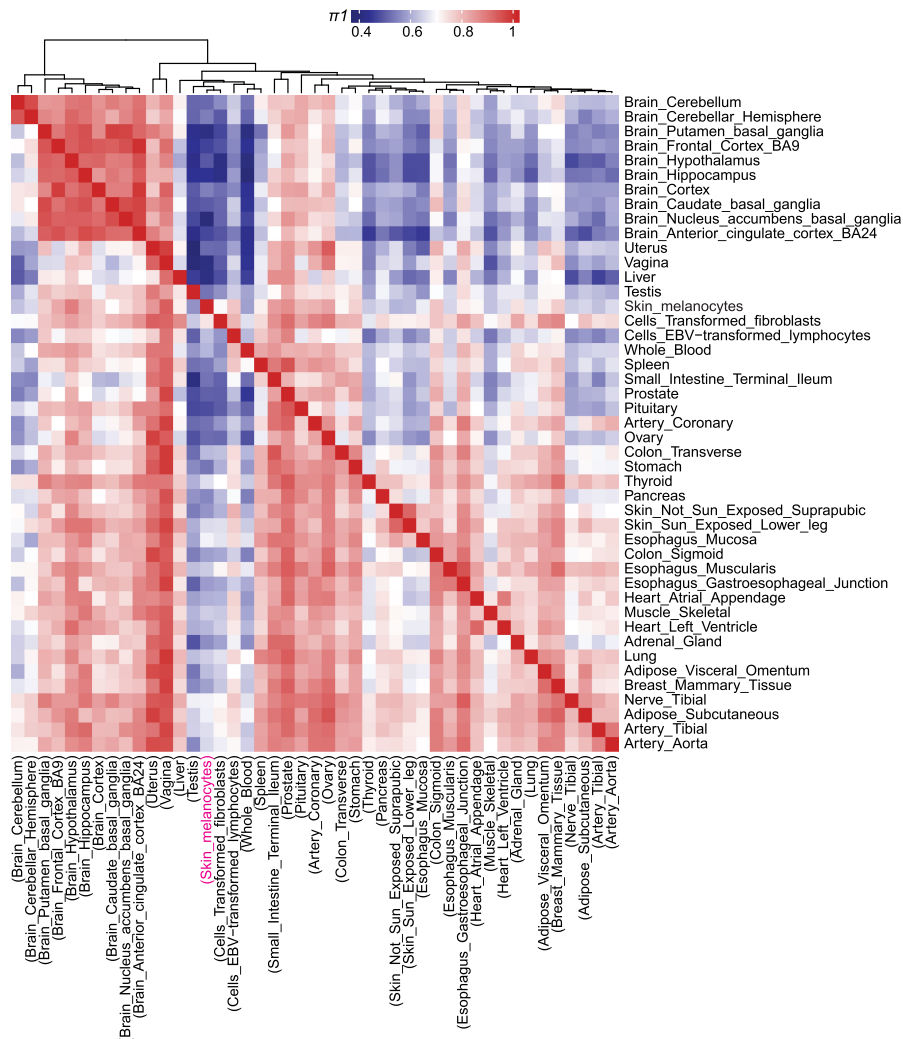 π1
0.4 0.6 0.8 1
Brain_Cerebellum
Brain_Cerebellar_Hemisphere
Brain_Putamen_basal_ganglia
Brain_Frontal_Cortex_BA9
Brain_Hypothalamus
Brain_Hippocampus
Brain_Cortex
Brain_Caudate_basal_ganglia
Brain_Nucleus_accumbens_basal_ganglia
Brain_Anterior_cingulate_cortex_BA24
Uterus
Vagina
Liver
Testis
Skin_melanocytes
Cells_Transformed_fibroblasts
Cells_EBV−transformed_lymphocytes
Whole_Blood
Spleen
Small_Intestine_Terminal_Ileum
Prostate
Pituitary
Artery_Coronary
Ovary
Colon_Transverse
Stomach
Thyroid
Pancreas
Skin_Not_Sun_Exposed_Suprapubic
Skin_Sun_Exposed_Lower_leg
Esophagus_Mucosa
Colon_Sigmoid
Esophagus_Muscularis
Esophagus_Gastroesophageal_Junction
Heart_Atrial_Appendage
Muscle_Skeletal
Heart_Left_Ventricle
Adrenal_Gland
Lung
Adipose_Visceral_Omentum
Breast_Mammary_Tissue
Nerve_Tibial
Adipose_Subcutaneous
Artery_Tibial
Artery_Aorta
(Brain_Cerebellum)
(Brain_Cerebellar_Hemisphere)
(Brain_Putamen_basal_ganglia)
(Brain_Frontal_Cortex_BA9)
(Brain_Hypothalamus)
(Brain_Hippocampus)
(Brain_Cortex)
(Brain_Caudate_basal_ganglia)
(Brain_Nucleus_accumbens_basal_ganglia)
(Brain_Anterior_cingulate_cortex_BA24)
(Uterus)
(Vagina)
(Liver)
(Testis)
(Skin_melanocytes)
(Cells_Transformed_fibroblasts)
(Cells_EBV−transformed_lymphocytes)
(Whole_Blood)
(Spleen)
(Small_Intestine_Terminal_Ileum)
(Prostate)
(Pituitary)
(Artery_Coronary)
(Ovary)
(Colon_Transverse)
(Stomach)
(Thyroid)
(Pancreas)
(Skin_Not_Sun_Exposed_Suprapubic)
(Skin_Sun_Exposed_Lower_leg)
(Esophagus_Mucosa)
(Colon_Sigmoid)
(Esophagus_Muscularis)
(Esophagus_Gastroesophageal_Junction)
(Heart_Atrial_Appendage)
(Muscle_Skeletal)
(Heart_Left_Ventricle)
(Adrenal_Gland)
(Lung)
(Adipose_Visceral_Omentum)
(Breast_Mammary_Tissue)
(Nerve_Tibial)
(Adipose_Subcutaneous)
(Artery_Tibial)
(Artery_Aorta)